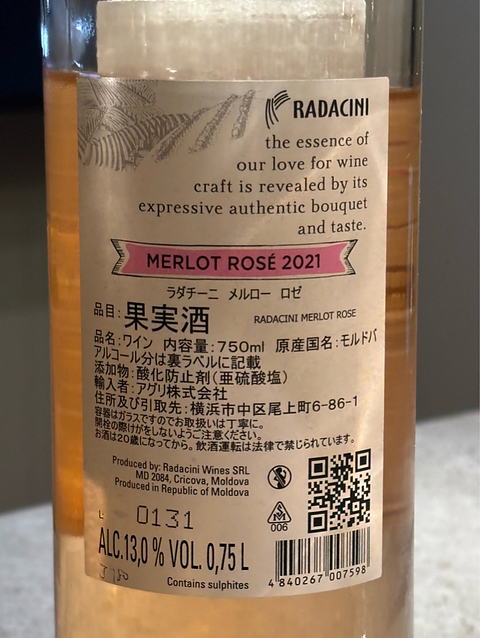 RADACINI
the essence of
our love for wine
craft is revealed by its
expressive authentic bouquet
and taste.
MERLOT ROSÉ 2021
ラダチーニ メルロー ロゼ
品目:果実酒 RADACINI MERLOT ROSE
品名:ワイン 内容量:750ml 原産国名:モルドバ
アルコール分は裏ラベルに記載
添加物:酸化防止剤(亜硫酸塩)
輸入者:アグリ株式会社
住所及び引取先:横浜市中区尾上町6-86-1
容器はガラスですのでお取扱いは丁寧に。
開栓の際けがをしないようご注意ください。
お酒は20歳になってから。飲酒運転は法律で禁じられています。
Produced by: Radacini Wines SRL
MD 2084, Cricova, Moldova
Produced in Republic of Moldova
L 0131
006
ALC.13,0 % VOL. 0,75 L
Contains sulphites
4 840267 007598